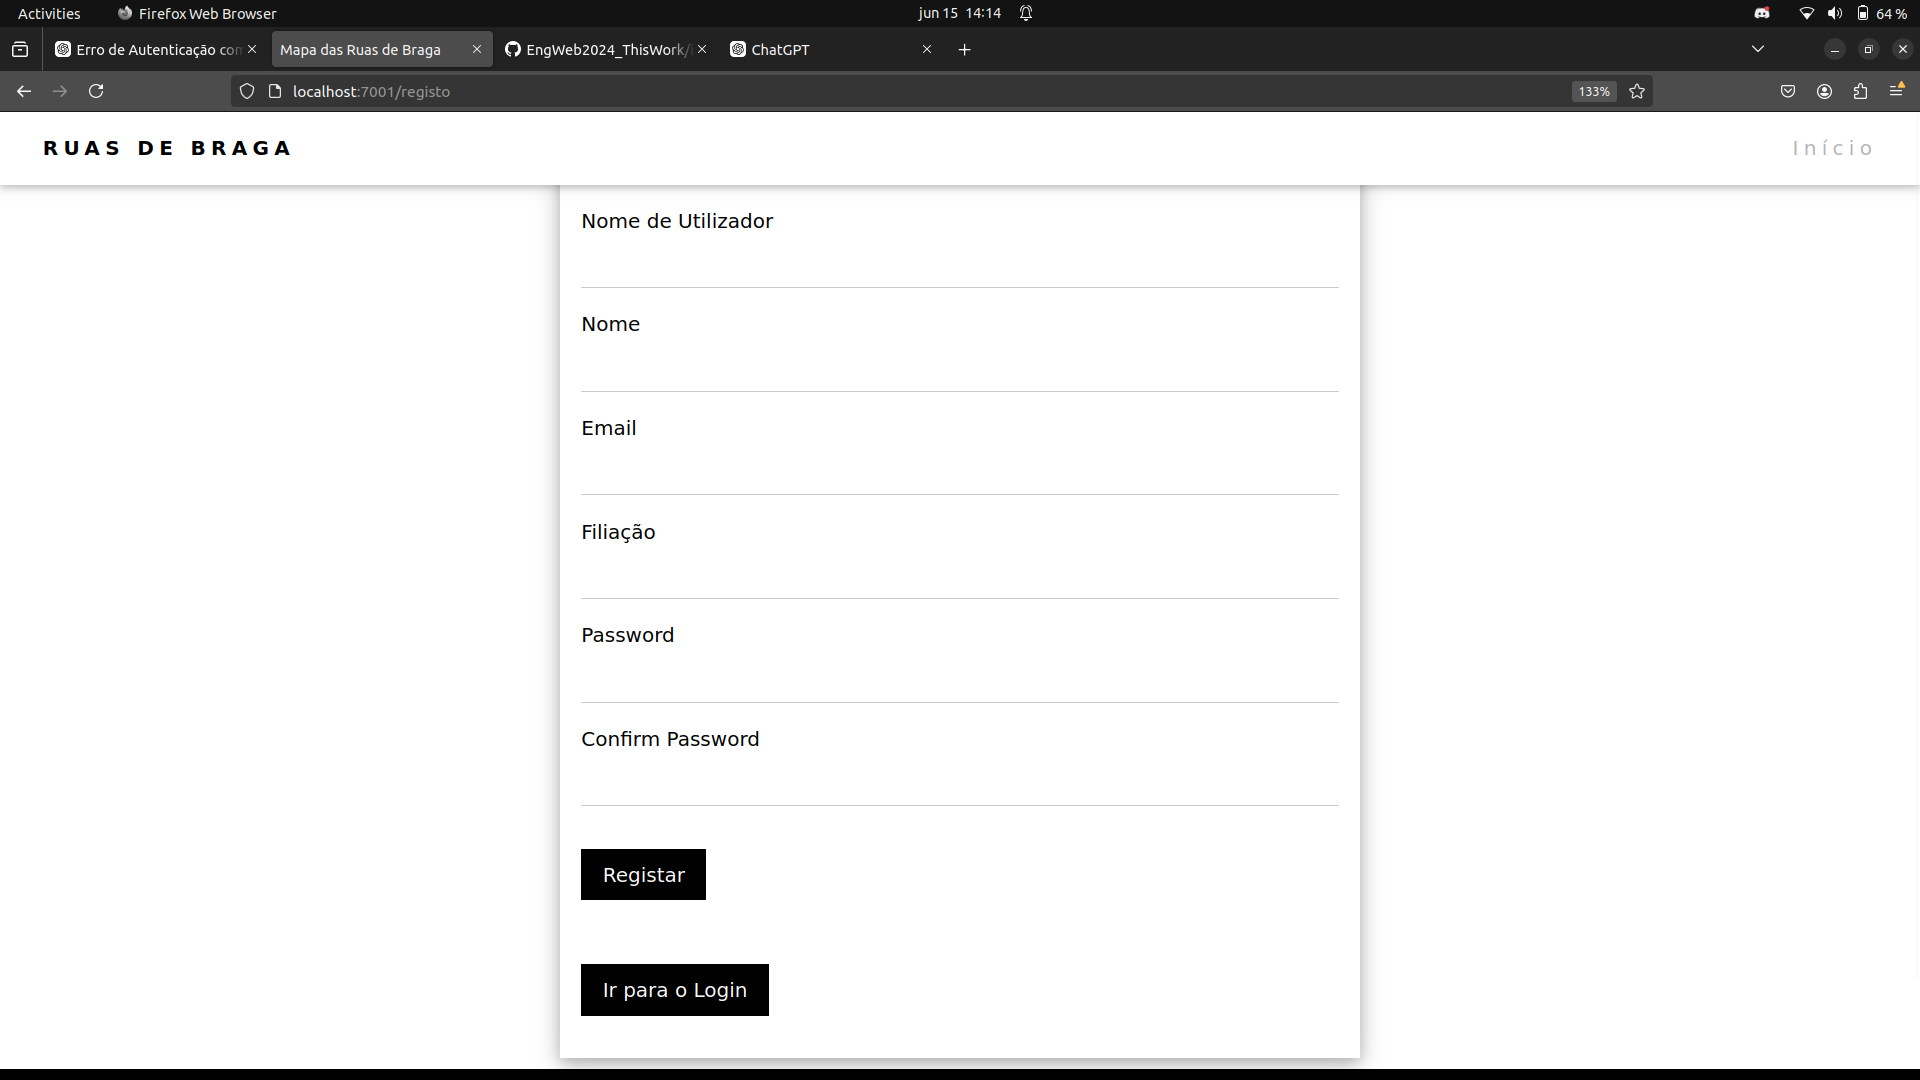 Activities Firefox Web Browser jun 15 14:14 64 %
Erro de Autenticação con Mapa das Ruas de Braga EngWeb2024_ThisWork/ ChatGPT
localhost:7001/registo 133%
RUAS DE BRAGA Início
Nome de Utilizador
Nome
Email
Filiação
Password
Confirm Password
Registar
Ir para o Login